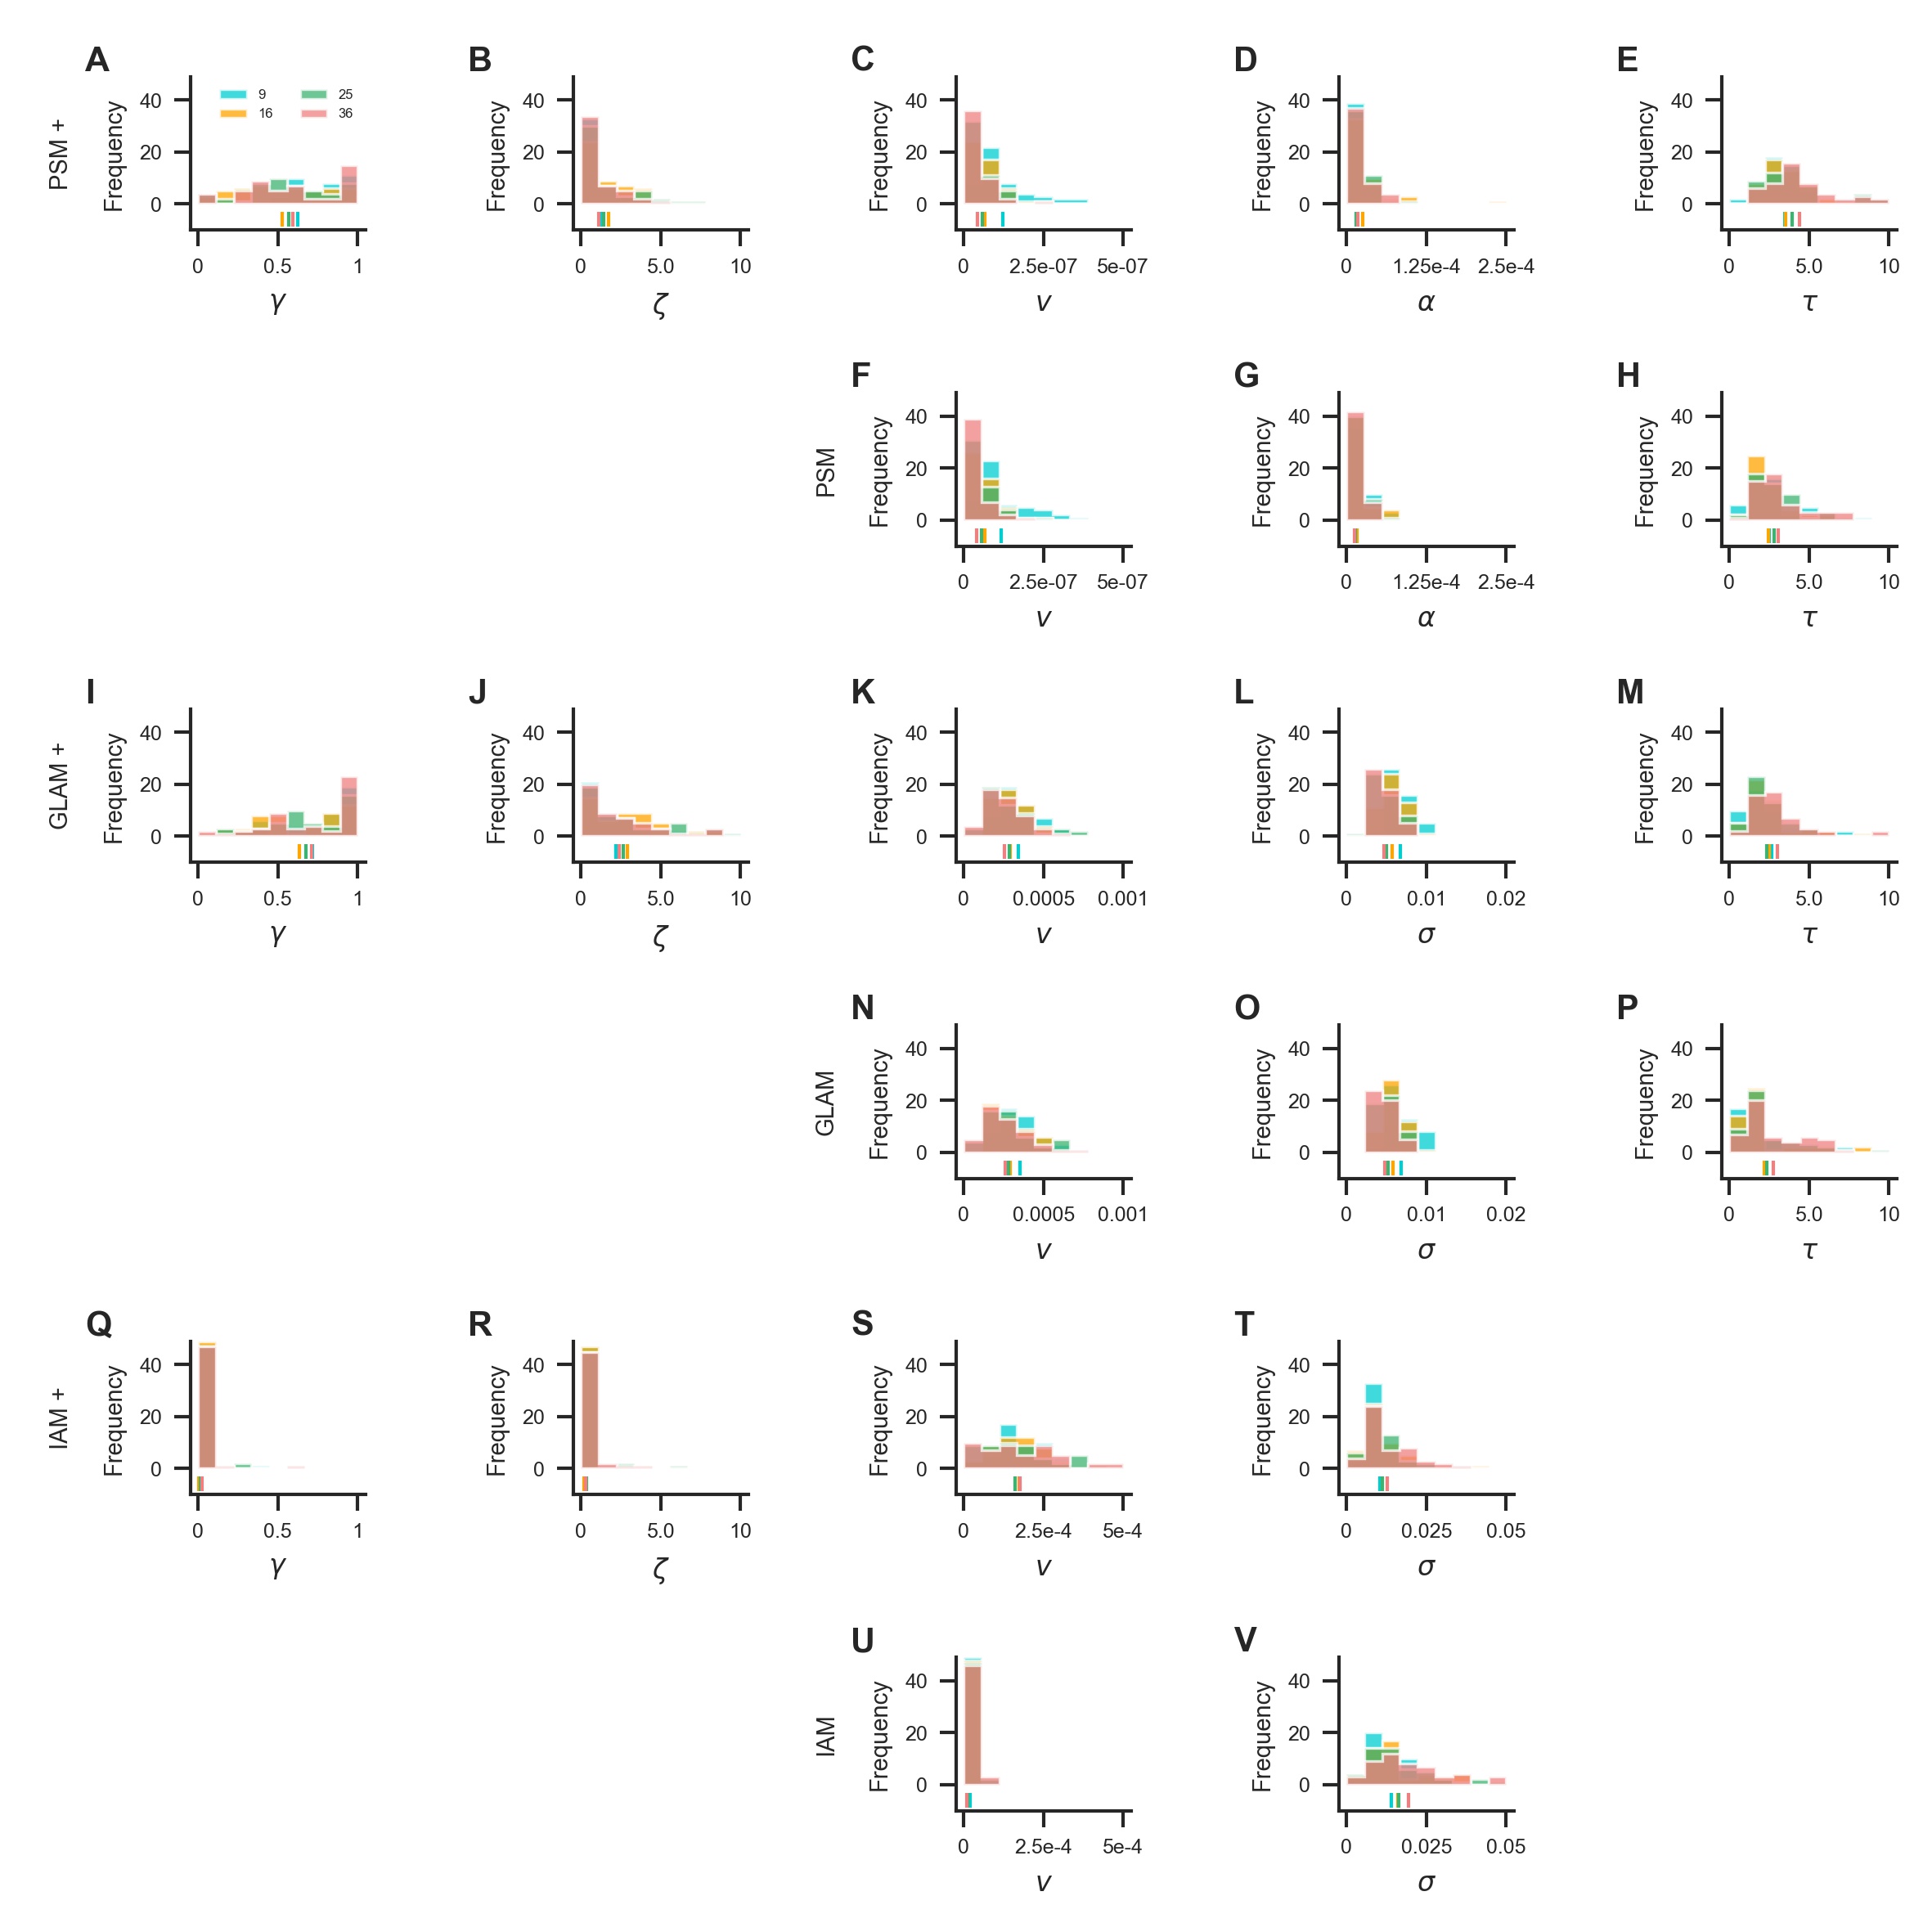 A B C D E
PSM +
Frequency 40 20 0
9 25
16 36
0 0.5 1
γ
Frequency 40 20 0
0 5.0 10
ζ
Frequency 40 20 0
0 2.5e-07 5e-07
v
Frequency 40 20 0
0 1.25e-4 2.5e-4
α
Frequency 40 20 0
0 5.0 10
τ
F G H
PSM
Frequency 40 20 0
0 2.5e-07 5e-07
v
Frequency 40 20 0
0 1.25e-4 2.5e-4
α
Frequency 40 20 0
0 5.0 10
τ
I J K L M
GLAM +
Frequency 40 20 0
0 0.5 1
γ
Frequency 40 20 0
0 5.0 10
ζ
Frequency 40 20 0
0 0.0005 0.001
v
Frequency 40 20 0
0 0.01 0.02
σ
Frequency 40 20 0
0 5.0 10
τ
N O P
GLAM
Frequency 40 20 0
0 0.0005 0.001
v
Frequency 40 20 0
0 0.01 0.02
σ
Frequency 40 20 0
0 5.0 10
τ
Q R S T
IAM +
Frequency 40 20 0
0 0.5 1
γ
Frequency 40 20 0
0 5.0 10
ζ
Frequency 40 20 0
0 2.5e-4 5e-4
v
Frequency 40 20 0
0 0.025 0.05
σ
U V
IAM
Frequency 40 20 0
0 2.5e-4 5e-4
v
Frequency 40 20 0
0 0.025 0.05
σ